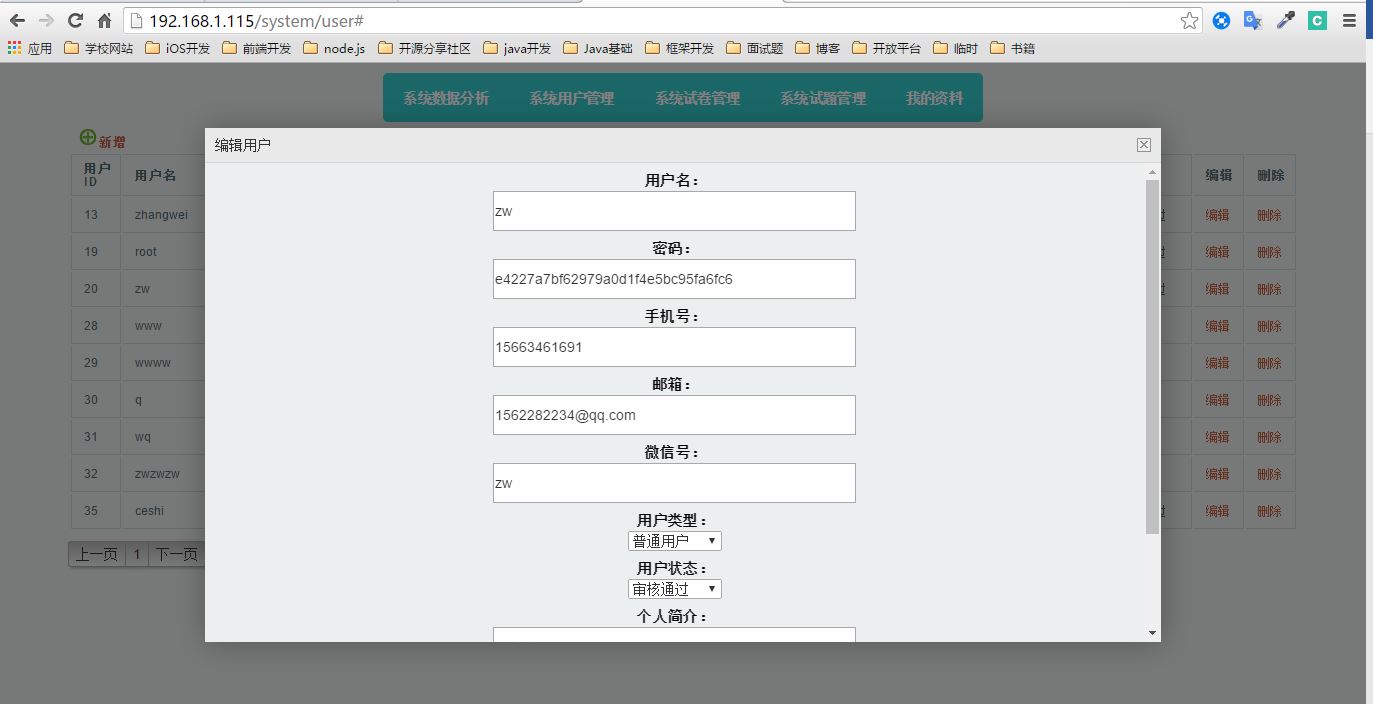 192.168.1.115/system/user#
应用 学校网站 iOS开发 前端开发 node.js 开源分享社区 java开发 Java基础 框架开发 面试题 博客 开放平台 临时 书籍
系统数据分析 系统用户管理 系统试卷管理 系统试题管理 我的资料
新增
编辑用户
用户ID 用户名 编辑 删除
13 zhangwei 编辑 删除
19 root 编辑 删除
20 zw 编辑 删除
28 www 编辑 删除
29 wwww 编辑 删除
30 q 编辑 删除
31 wq 编辑 删除
32 zwzwzw 编辑 删除
35 ceshi 编辑 删除
上一页 1 下一页
用户名：
zw
密码：
e4227a7bf62979a0d1f4e5bc95fa6fc6
手机号：
15663461691
邮箱：
1562282234@qq.com
微信号：
zw
用户类型：
普通用户
用户状态：
审核通过
个人简介：